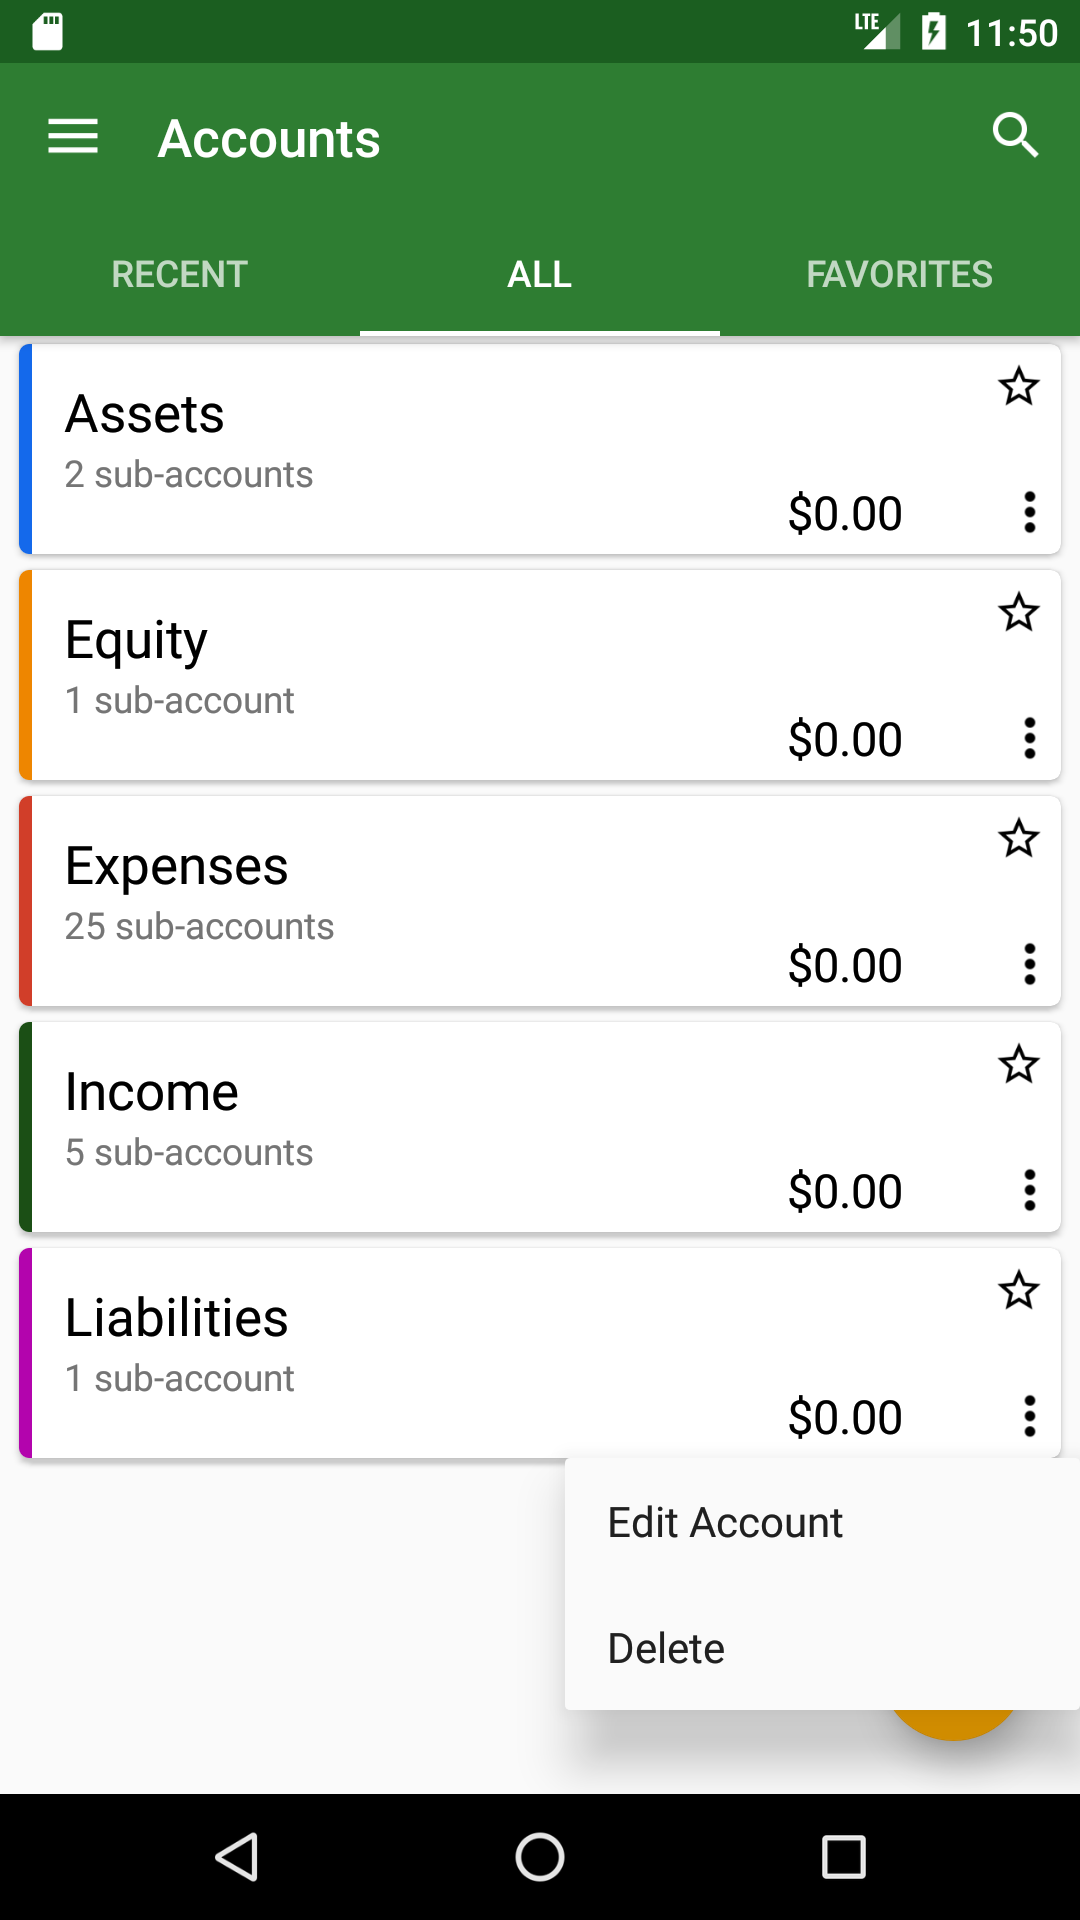 LTE 11:50
Accounts
RECENT ALL FAVORITES
Assets
2 sub-accounts
$0.00
Equity
1 sub-account
$0.00
Expenses
25 sub-accounts
$0.00
Income
5 sub-accounts
$0.00
Liabilities
1 sub-account
$0.00
Edit Account
Delete